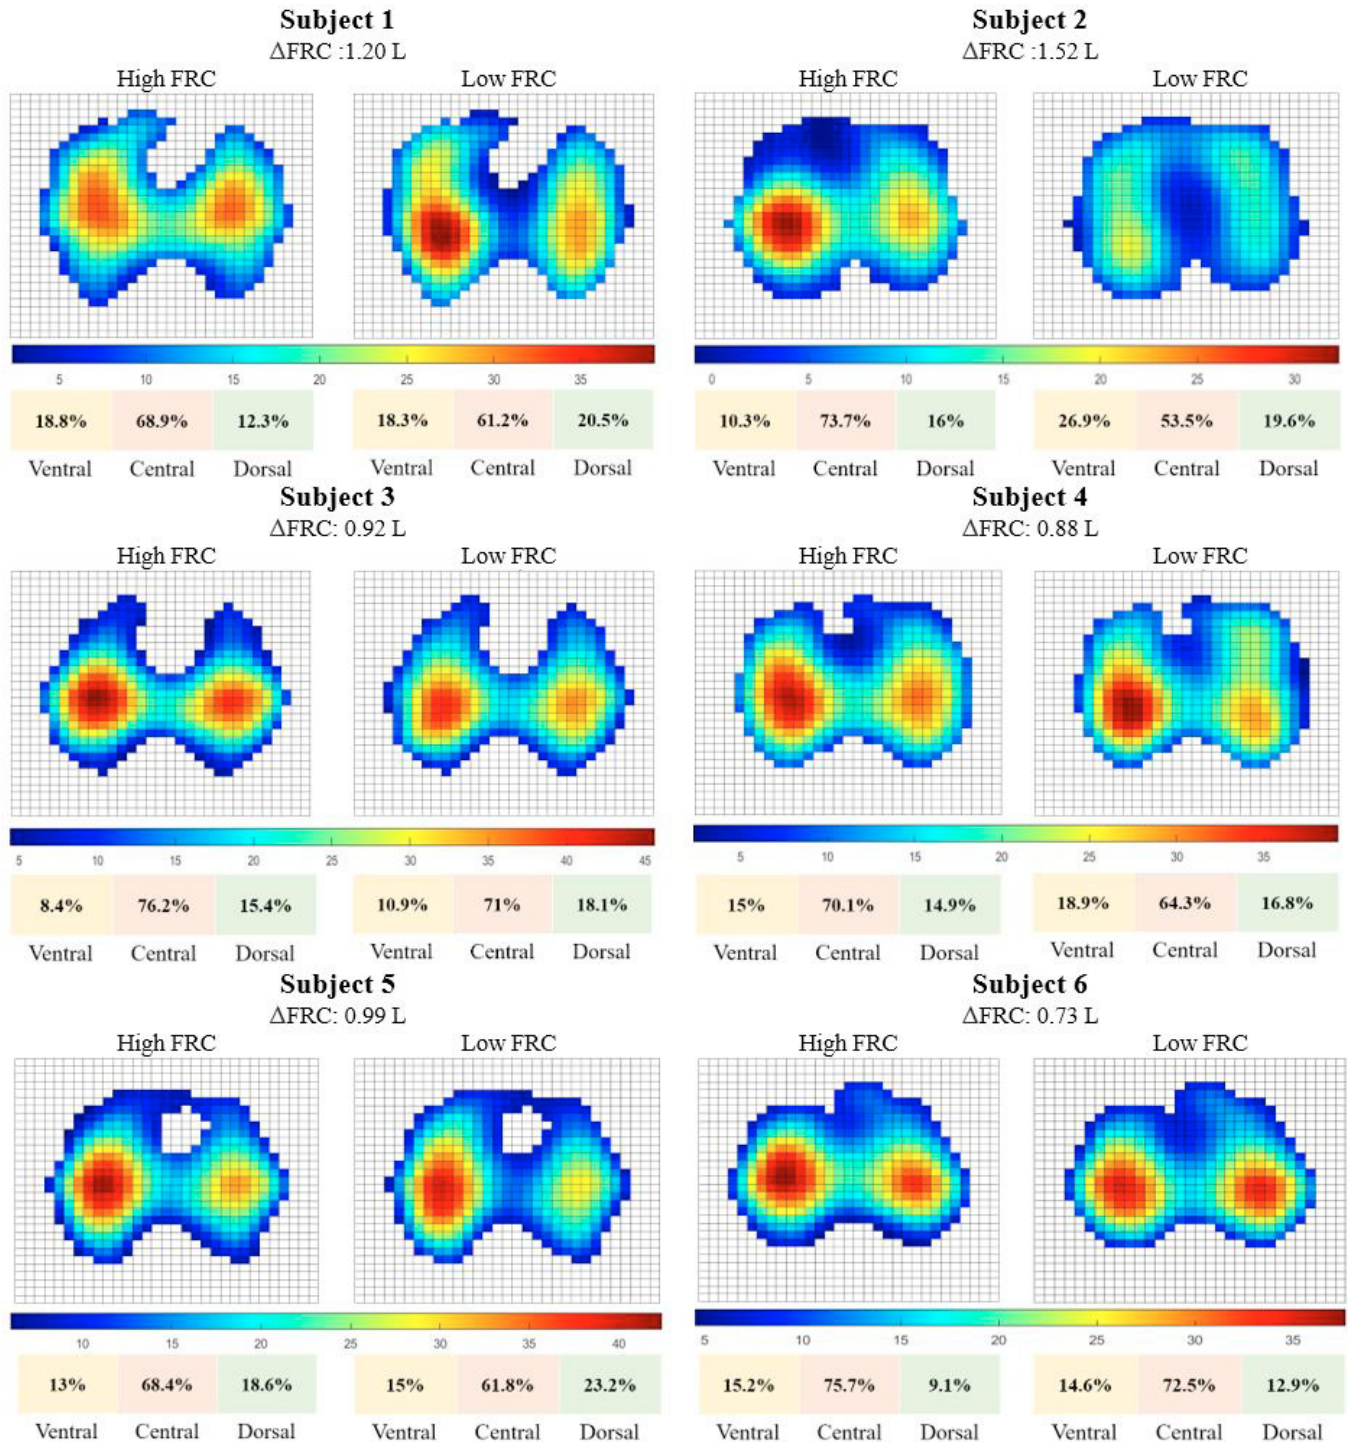 Subject 1
ΔFRC :1.20 L
High FRC Low FRC
5 10 15 20 25 30 35
18.8% 68.9% 12.3% 18.3% 61.2% 20.5%
Ventral Central Dorsal Ventral Central Dorsal
Subject 2
ΔFRC :1.52 L
High FRC Low FRC
0 5 10 15 20 25 30
10.3% 73.7% 16% 26.9% 53.5% 19.6%
Ventral Central Dorsal Ventral Central Dorsal
Subject 3
ΔFRC: 0.92 L
High FRC Low FRC
5 10 15 20 25 30 35 40 45
8.4% 76.2% 15.4% 10.9% 71% 18.1%
Ventral Central Dorsal Ventral Central Dorsal
Subject 4
ΔFRC: 0.88 L
High FRC Low FRC
5 10 15 20 25 30 35
15% 70.1% 14.9% 18.9% 64.3% 16.8%
Ventral Central Dorsal Ventral Central Dorsal
Subject 5
ΔFRC: 0.99 L
High FRC Low FRC
10 15 20 25 30 35 40
13% 68.4% 18.6% 15% 61.8% 23.2%
Ventral Central Dorsal Ventral Central Dorsal
Subject 6
ΔFRC: 0.73 L
High FRC Low FRC
5 10 15 20 25 30 35
15.2% 75.7% 9.1% 14.6% 72.5% 12.9%
Ventral Central Dorsal Ventral Central Dorsal